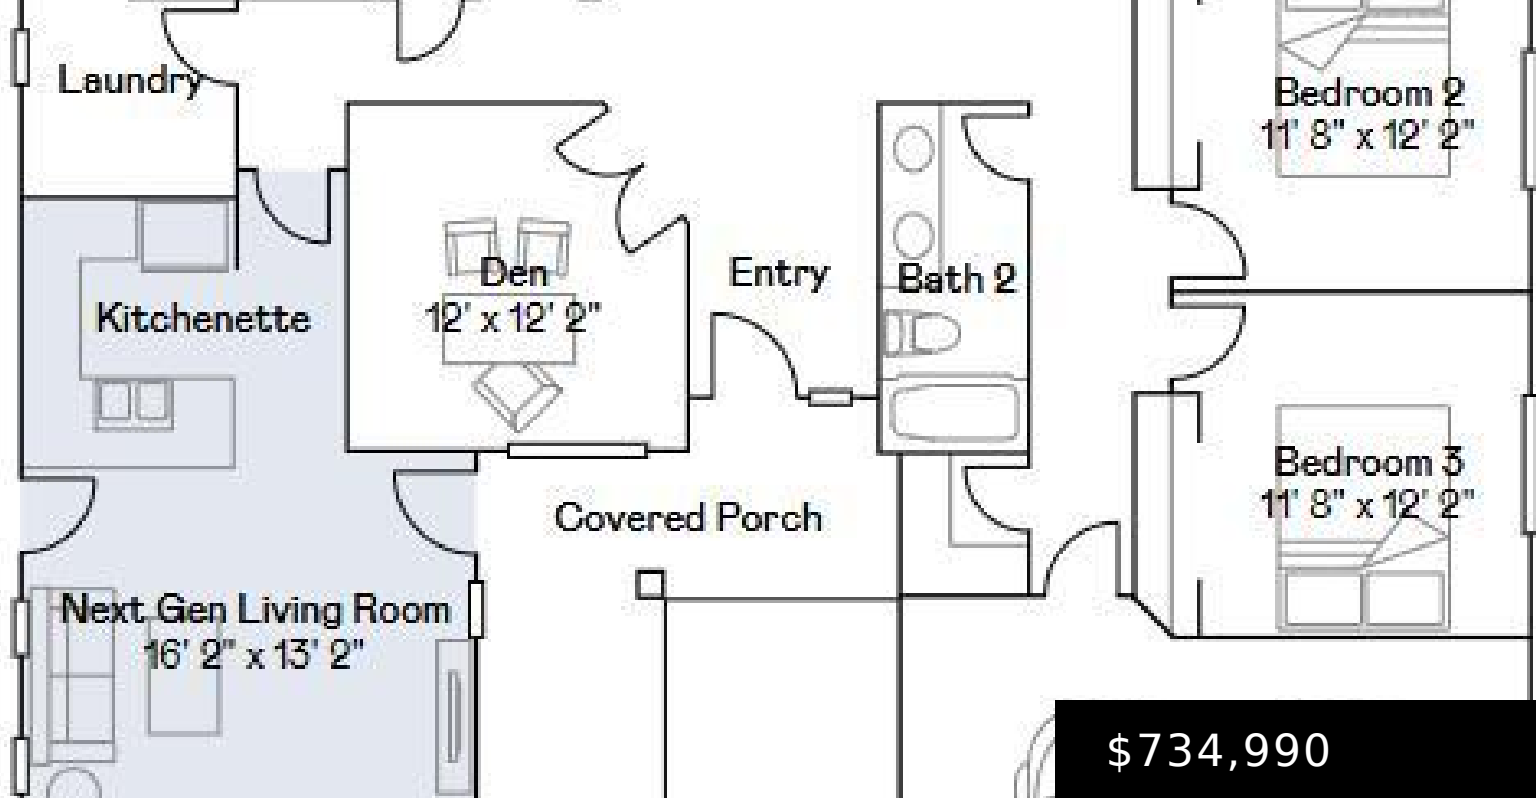 Laundry
Bedroom 2
11' 8" x 12' 2"
Kitchenette
Den
12' x 12' 2"
Entry
Bath 2
Covered Porch
Bedroom 3
11' 8" x 12' 2"
Next Gen Living Room
16' 2" x 13' 2"
$734,990